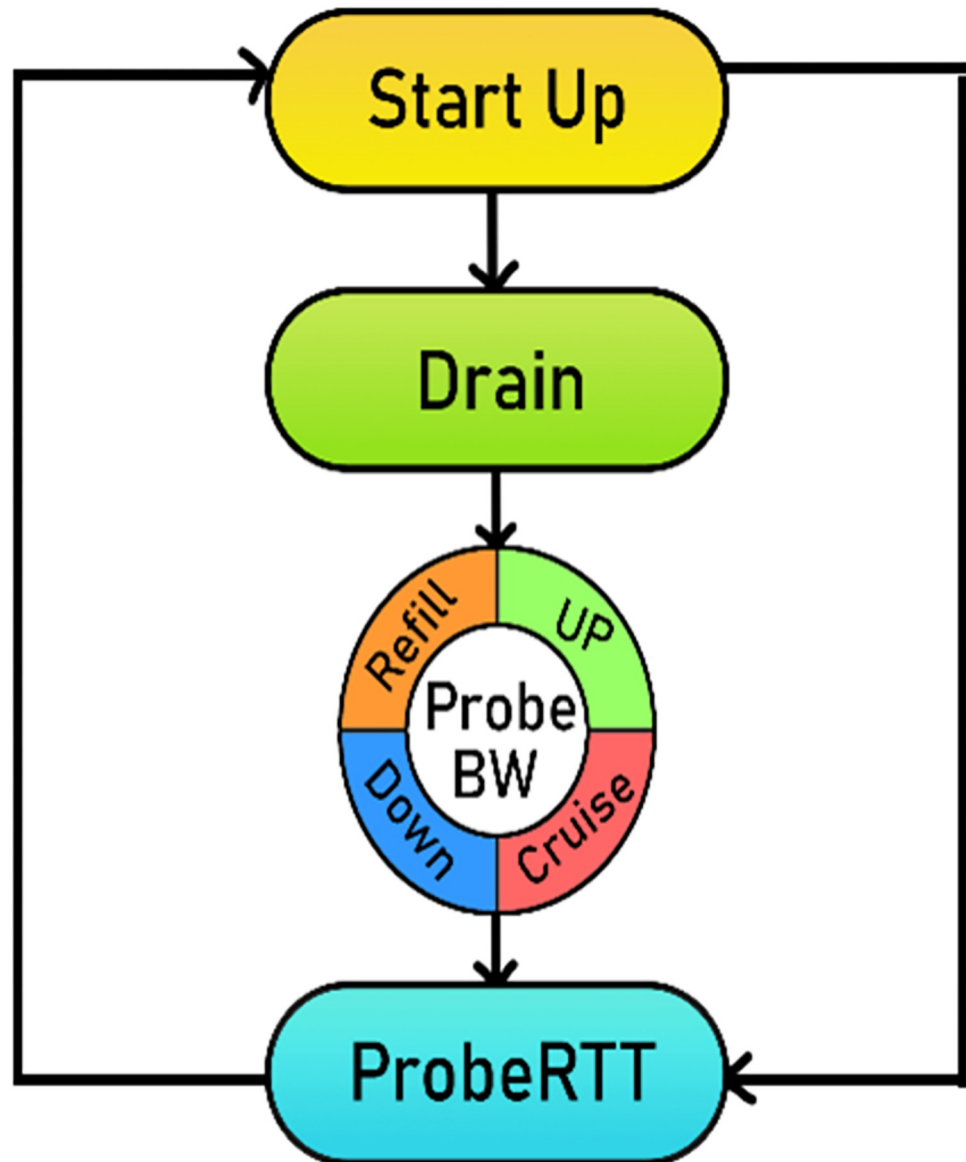 Start Up
Drain
Refill
UP
Probe
BW
Down
Cruise
ProbeRTT